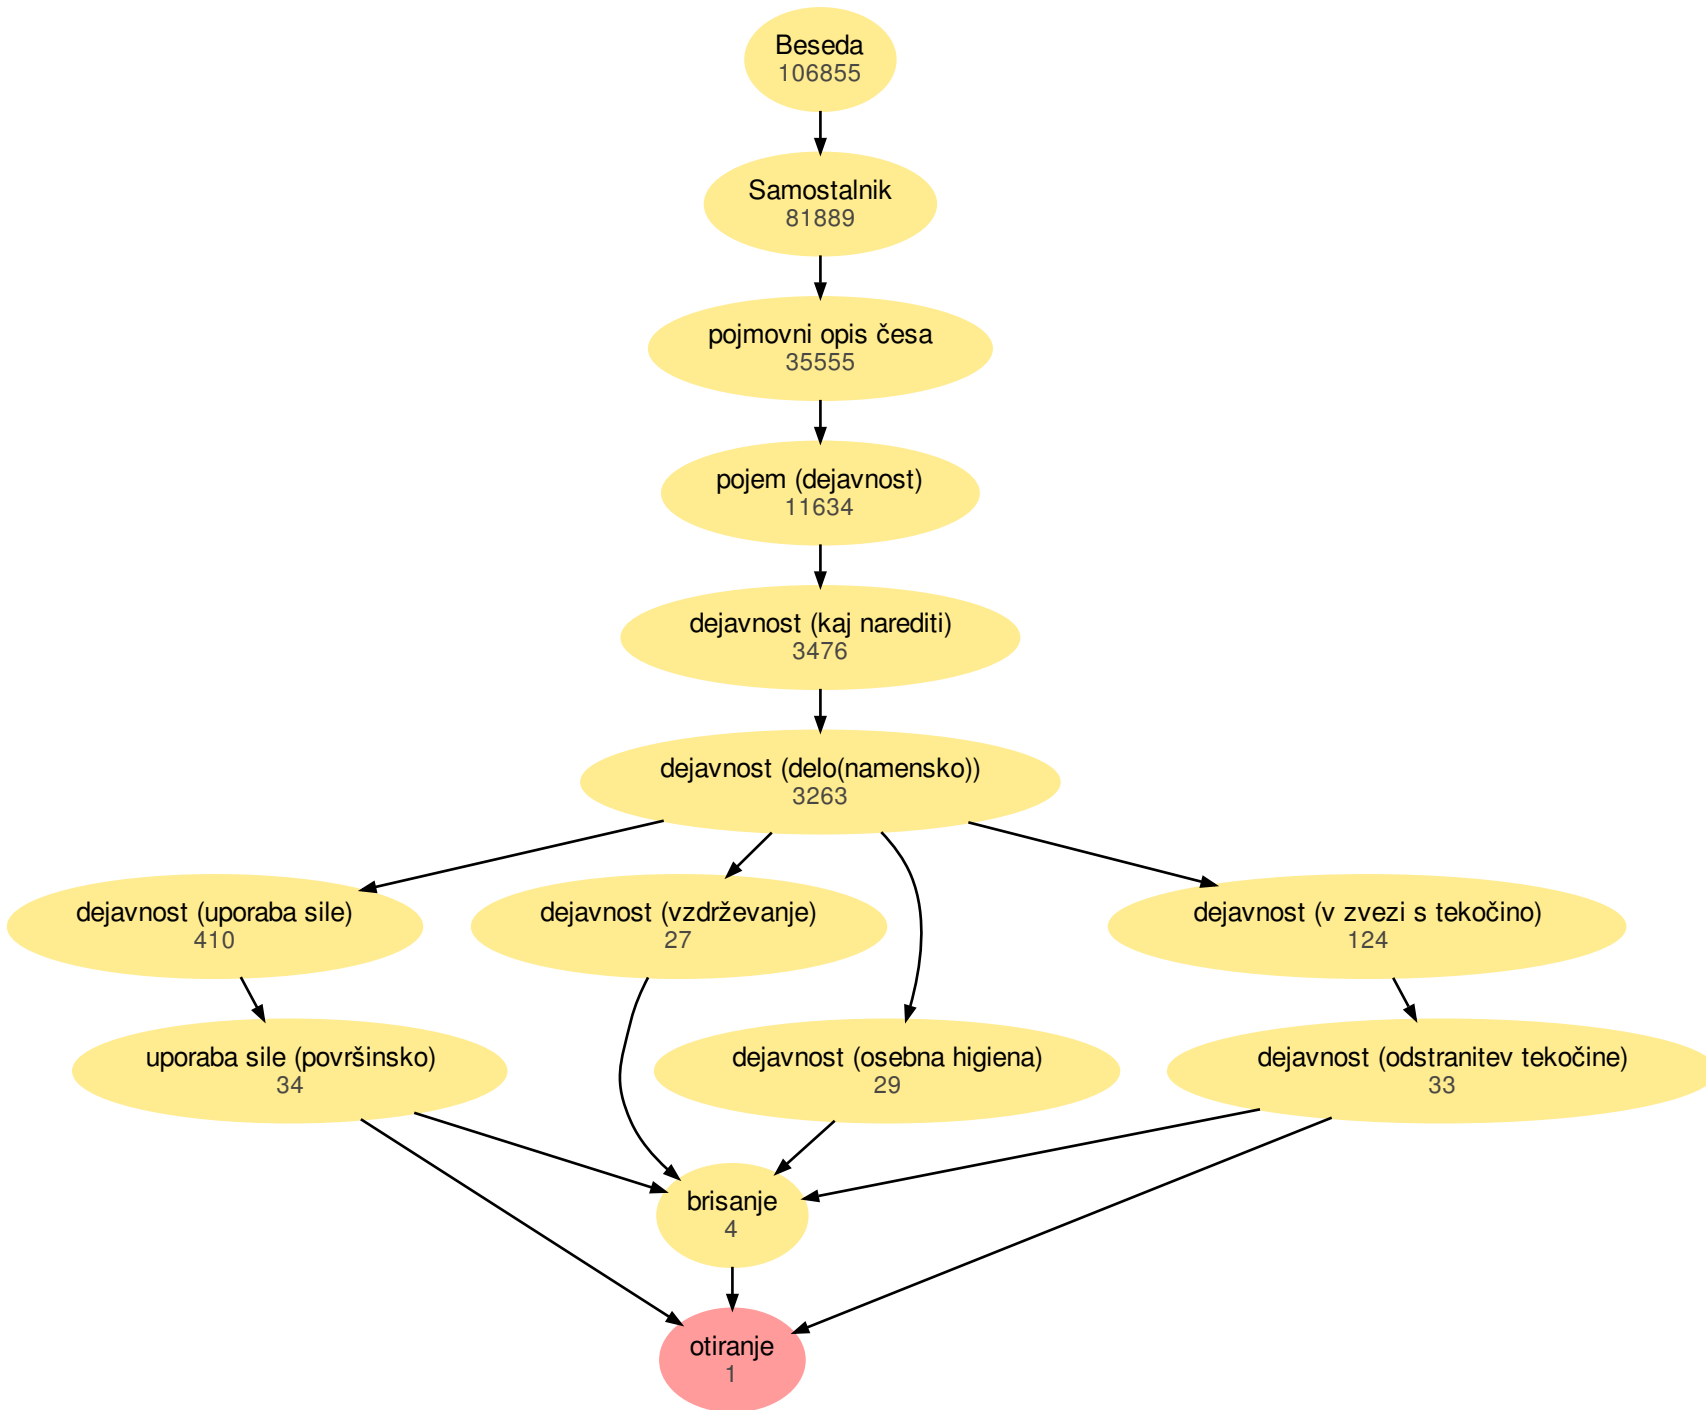 Beseda
106855
Samostalnik
81889
pojmovni opis česa
35555
pojem (dejavnost)
11634
dejavnost (kaj narediti)
3476
dejavnost (delo(namensko))
3263
dejavnost (uporaba sile)
410
dejavnost (vzdrževanje)
27
dejavnost (v zvezi s tekočino)
124
uporaba sile (površinsko)
34
dejavnost (osebna higiena)
29
dejavnost (odstranitev tekočine)
33
brisanje
4
otiranje
1